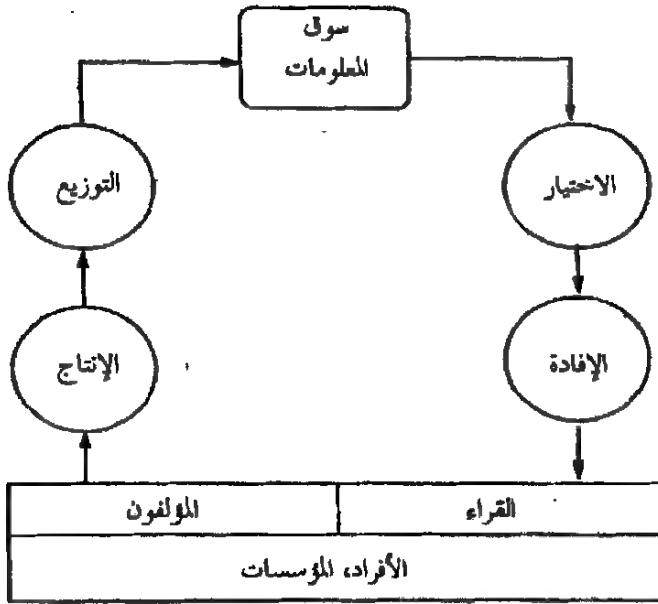 سوق
المعلومات
الاختيار
التوزيع
الإفادة
الإنتاج
القراء
المؤلفون
الأفراد، المؤسسات